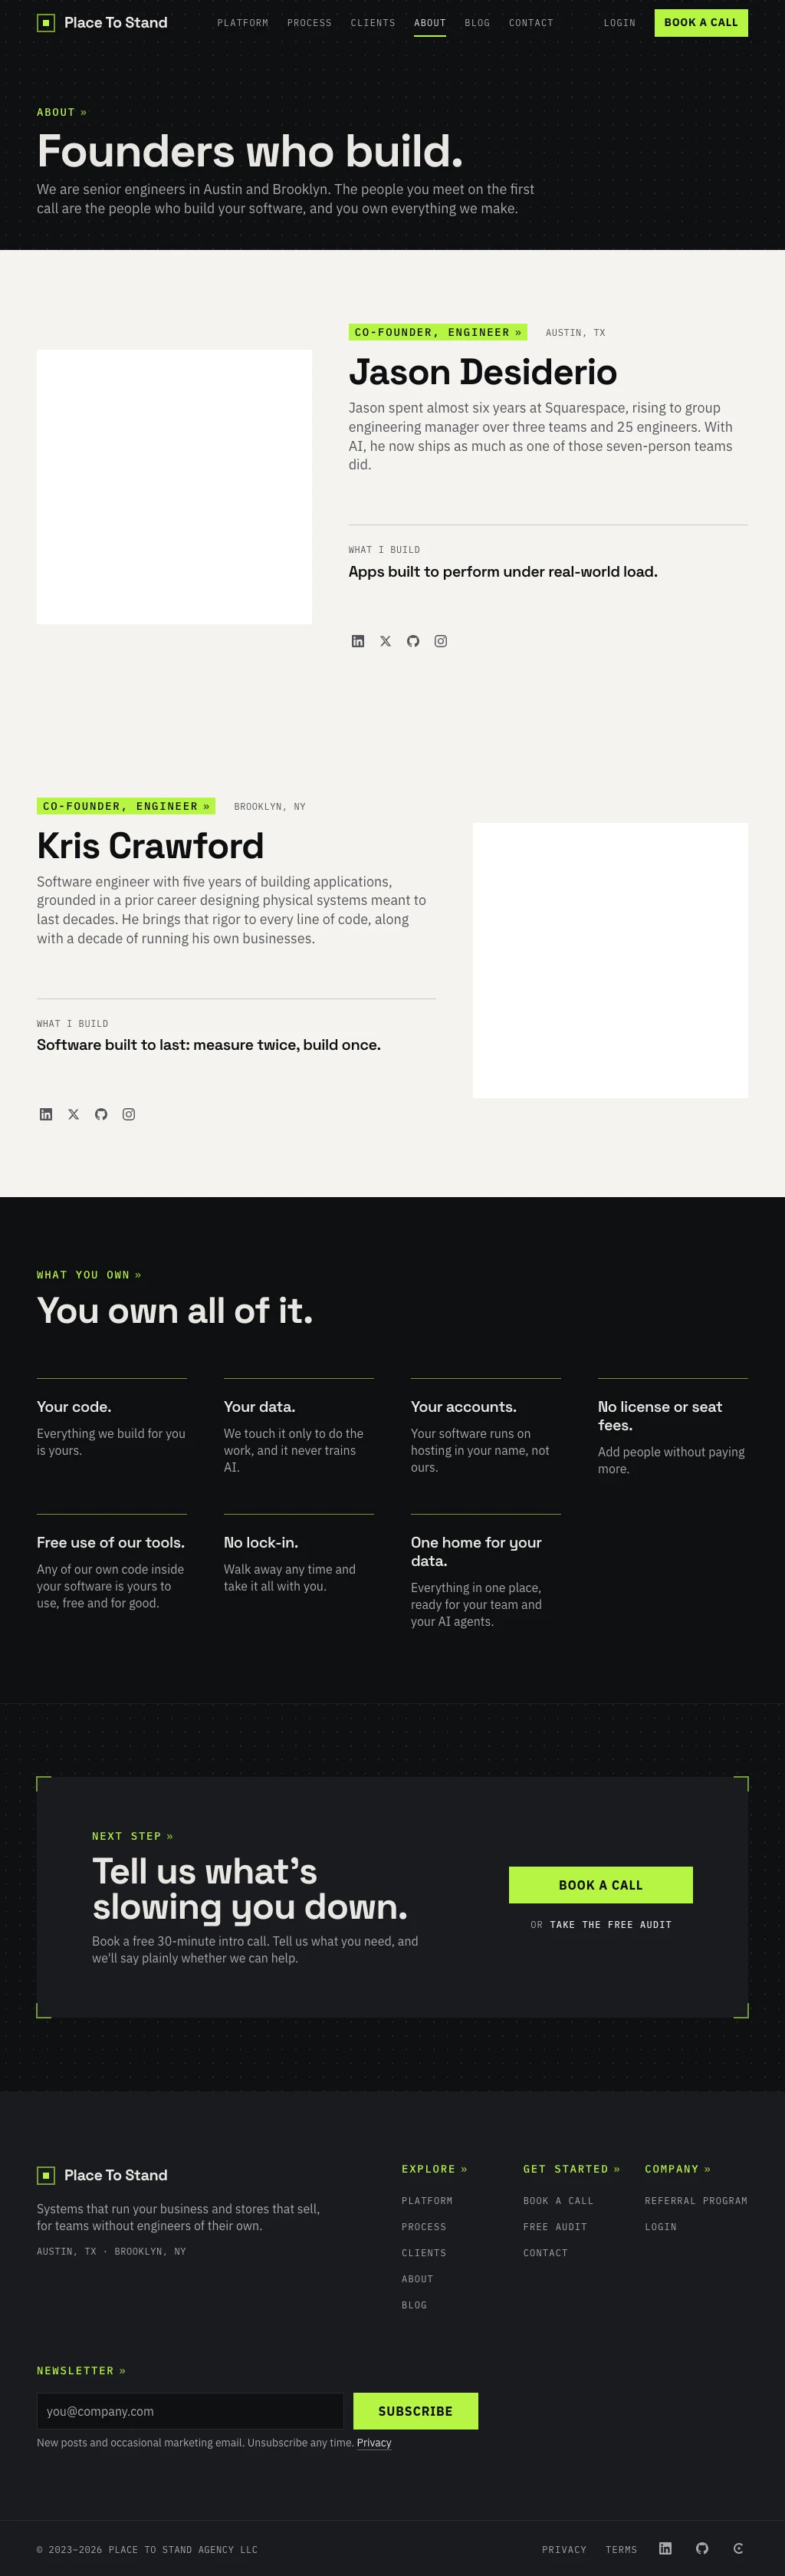 Place To Stand
PLATFORM PROCESS CLIENTS ABOUT BLOG CONTACT LOGIN BOOK A CALL
ABOUT »
Founders who build.
We are senior engineers in Austin and Brooklyn. The people you meet on the first
call are the people who build your software, and you own everything we make.
CO-FOUNDER, ENGINEER » AUSTIN, TX
Jason Desiderio
Jason spent almost six years at Squarespace, rising to group
engineering manager over three teams and 25 engineers. With
AI, he now ships as much as one of those seven-person teams
did.
WHAT I BUILD
Apps built to perform under real-world load.
CO-FOUNDER, ENGINEER » BROOKLYN, NY
Kris Crawford
Software engineer with five years of building applications,
grounded in a prior career designing physical systems meant to
last decades. He brings that rigor to every line of code, along
with a decade of running his own businesses.
WHAT I BUILD
Software built to last: measure twice, build once.
WHAT YOU OWN »
You own all of it.
Your code.
Everything we build for you
is yours.
Your data.
We touch it only to do the
work, and it never trains
AI.
Your accounts.
Your software runs on
hosting in your name, not
ours.
No license or seat
fees.
Add people without paying
more.
Free use of our tools.
Any of our own code inside
your software is yours to
use, free and for good.
No lock-in.
Walk away any time and
take it all with you.
One home for your
data.
Everything in one place,
ready for your team and
your AI agents.
NEXT STEP »
Tell us what’s
slowing you down.
Book a free 30-minute intro call. Tell us what you need, and
we'll say plainly whether we can help.
BOOK A CALL
OR TAKE THE FREE AUDIT
Place To Stand
Systems that run your business and stores that sell,
for teams without engineers of their own.
AUSTIN, TX · BROOKLYN, NY
EXPLORE »
PLATFORM
PROCESS
CLIENTS
ABOUT
BLOG
GET STARTED »
BOOK A CALL
FREE AUDIT
CONTACT
COMPANY »
REFERRAL PROGRAM
LOGIN
NEWSLETTER »
you@company.com
SUBSCRIBE
New posts and occasional marketing email. Unsubscribe any time. Privacy
© 2023–2026 PLACE TO STAND AGENCY LLC
PRIVACY TERMS